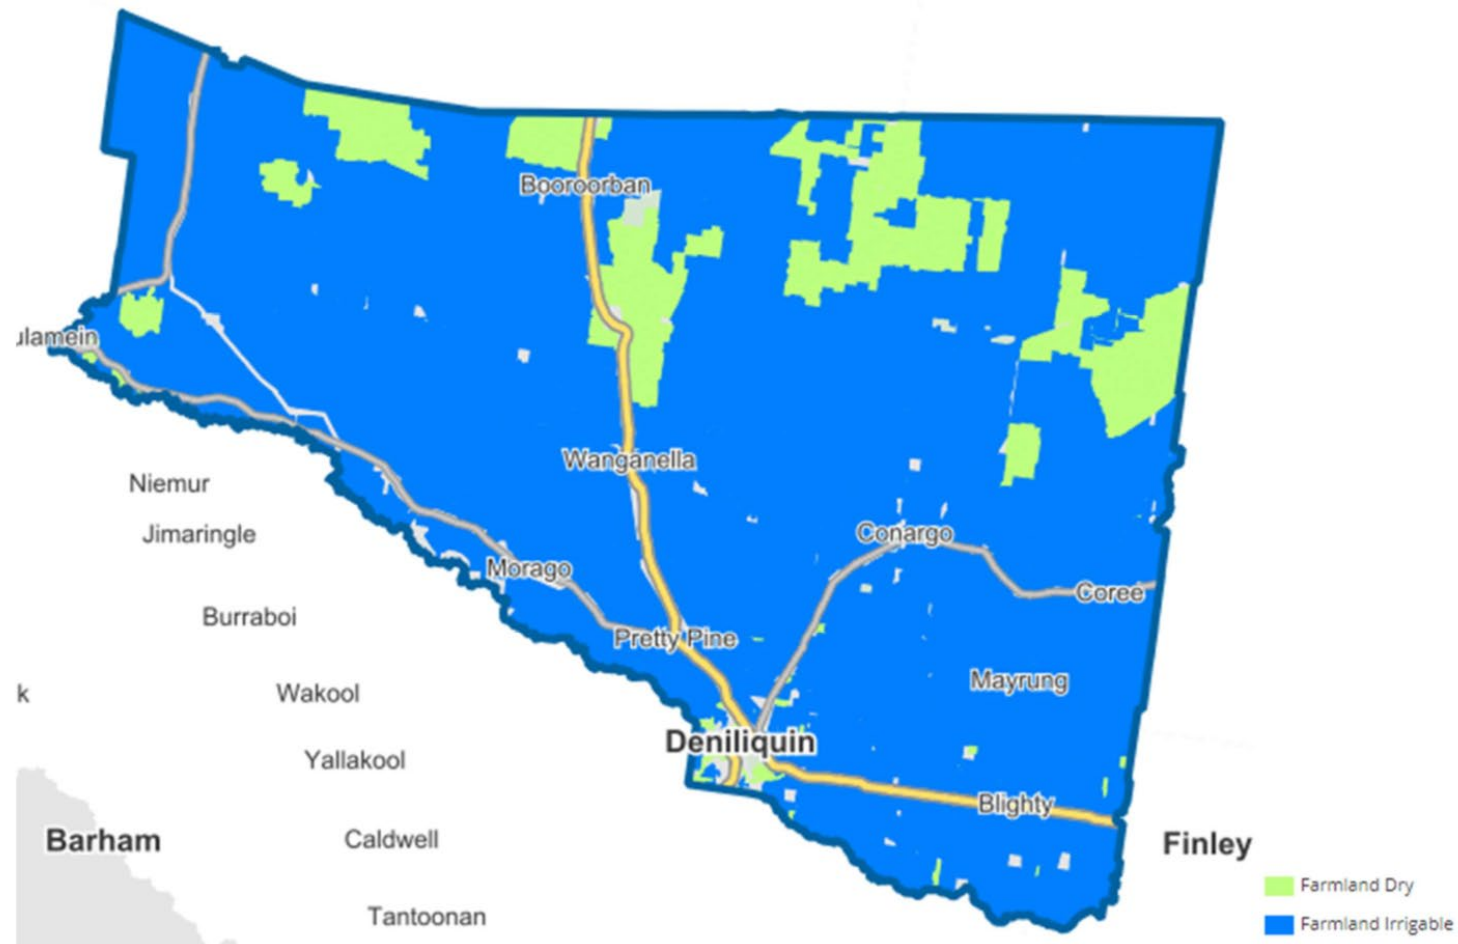 Booroorban
ulamein
Wanganella
Niemur
Jimaringle
Conargo
Morago
Coree
Burraboi
Pretty Pine
Mayrung
k
Wakool
Deniliquin
Yallakool
Blighty
Barham
Caldwell
Finley
Farmland Dry
Tantoonan
Farmland Irrigable